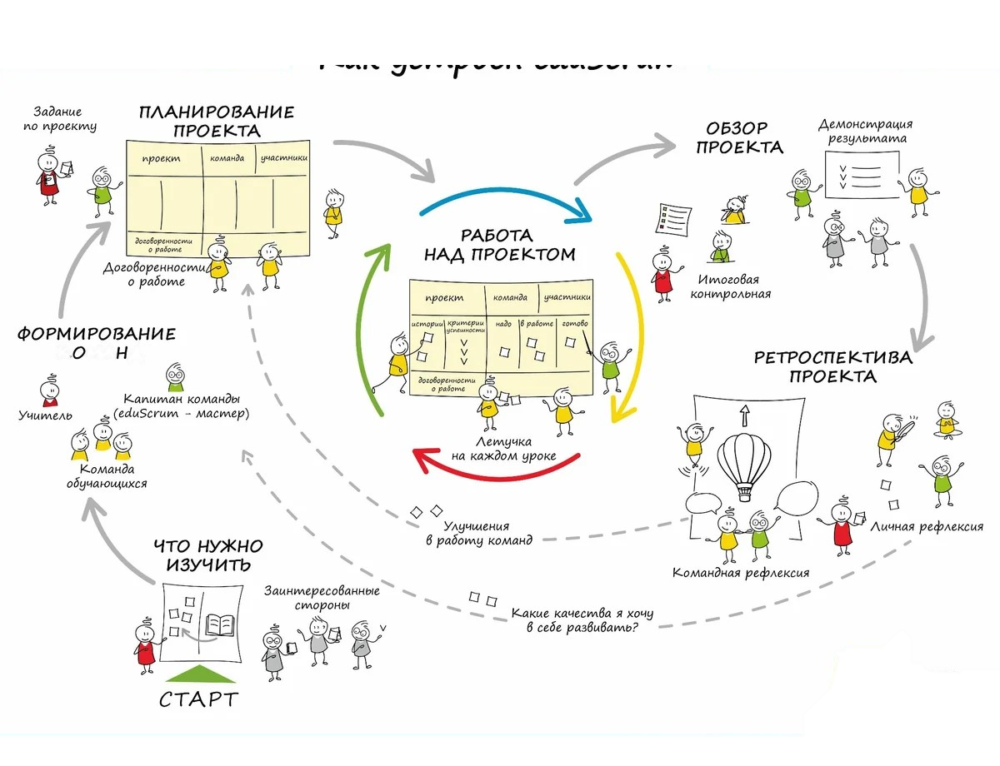 Как устроен eduScrum
Задание
по проекту
ПЛАНИРОВАНИЕ
ПРОЕКТА
проект команда участники
договоренности
о работе
Договоренности
о работе
ОБЗОР
ПРОЕКТА
Демонстрация
результата
Итоговая
контрольная
РАБОТА
НАД ПРОЕКТОМ
проект команда участники
истории критерии успешности надо в работе готово
договоренности
о работе
Летучка
на каждом уроке
ФОРМИРОВАНИЕ
О Н
Учитель
Капитан команды
(eduScrum - мастер)
Команда
обучающихся
РЕТРОСПЕКТИВА
ПРОЕКТА
Личная рефлексия
Командная рефлексия
Улучшения
в работу команд
Какие качества я хочу
в себе развивать?
ЧТО НУЖНО
ИЗУЧИТЬ
Заинтересованные
стороны
СТАРТ